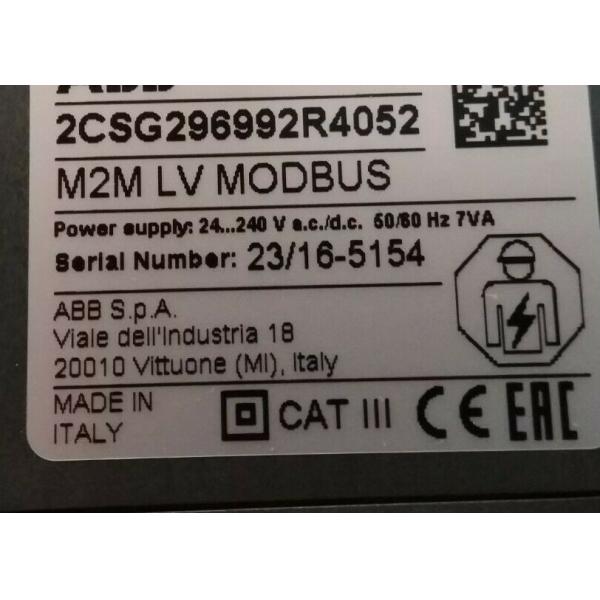 ABB
2CSG296992R4052
M2M LV MODBUS
Power supply: 24...240 V a.c./d.c. 50/60 Hz 7VA
Serial Number: 23/16-5154
ABB S.p.A.
Viale dell'Industria 18
20010 Vittuone (MI), Italy
MADE IN
ITALY
CAT III CE EAC